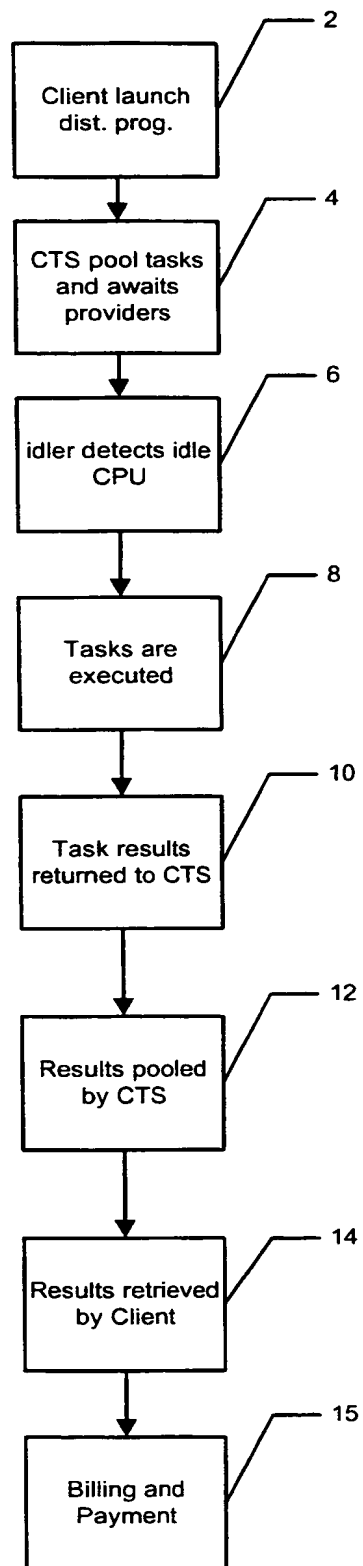 2
Client launch
dist. prog.
4
CTS pool tasks
and awaits
providers
6
idler detects idle
CPU
8
Tasks are
executed
10
Task results
returned to CTS
12
Results pooled
by CTS
14
Results retrieved
by Client
15
Billing and
Payment